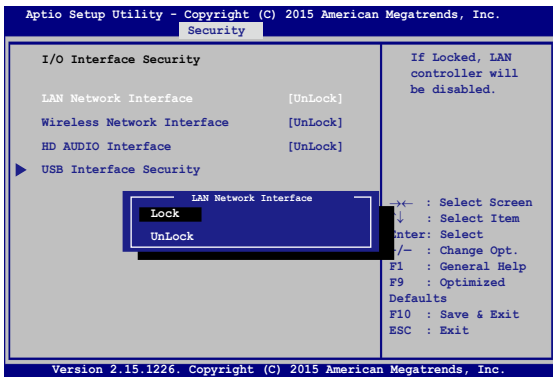 Aptio Setup Utility - Copyright (C) 2015 American Megatrends, Inc.
Security
I/O Interface Security
LAN Network Interface [UnLock]
Wireless Network Interface [UnLock]
HD AUDIO Interface [UnLock]
USB Interface Security
LAN Network Interface
Lock
UnLock
If Locked, LAN
controller will
be disabled.
→← : Select Screen
↑↓ : Select Item
Enter: Select
+/— : Change Opt.
F1 : General Help
F9 : Optimized
Defaults
F10 : Save & Exit
ESC : Exit
Version 2.15.1226. Copyright (C) 2015 American Megatrends, Inc.